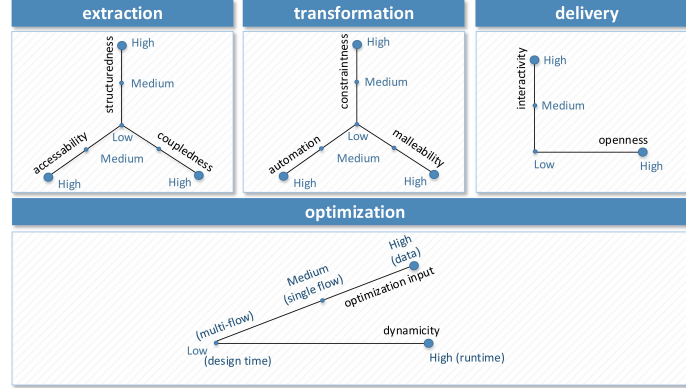 extraction
structuredness
High
Medium
Low
accessability
coupledness
Medium
High
High
transformation
constraintness
High
Medium
Low
automation
malleability
Medium
High
High
delivery
interactivity
High
Medium
openness
Low
High
optimization
High
(data)
Medium
(single flow)
optimization input
(multi-flow)
dynamicity
Low
(design time)
High (runtime)